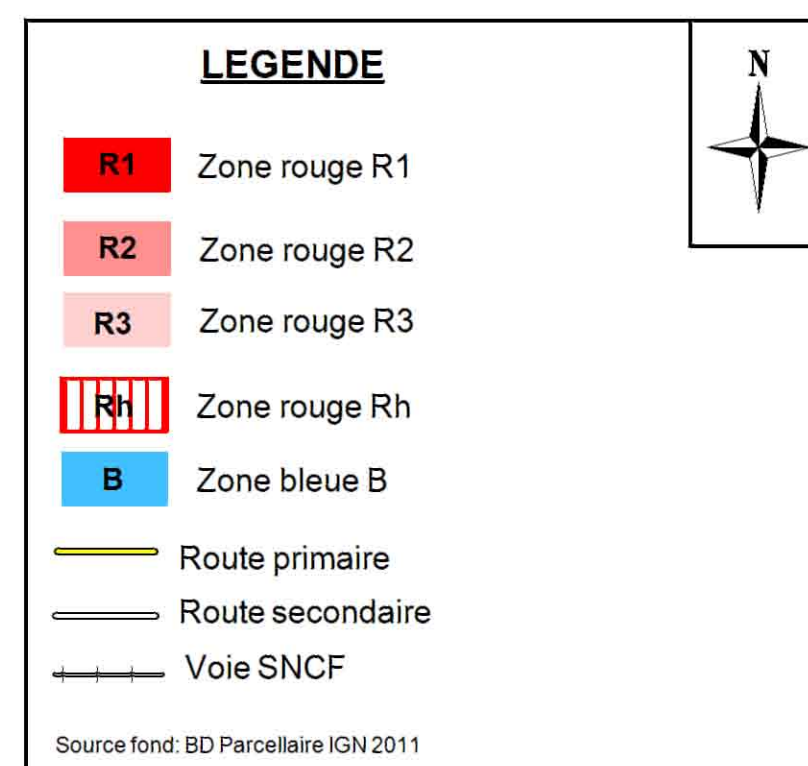 LEGENDE
N
R1 Zone rouge R1
R2 Zone rouge R2
R3 Zone rouge R3
Rh Zone rouge Rh
B Zone bleue B
Route primaire
Route secondaire
Voie SNCF
Source fond: BD Parcellaire IGN 2011